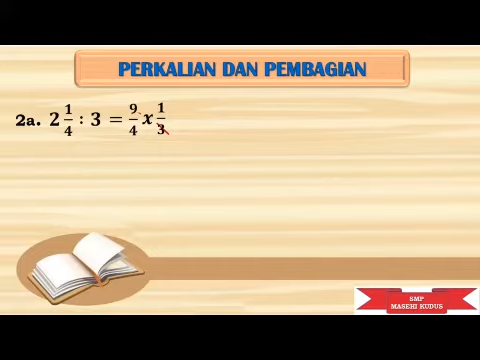 PERKALIAN DAN PEMBAGIAN
2a. 2 1/4 : 3 = 9/4 x 1/3
SMP
MASEHI KUDUS